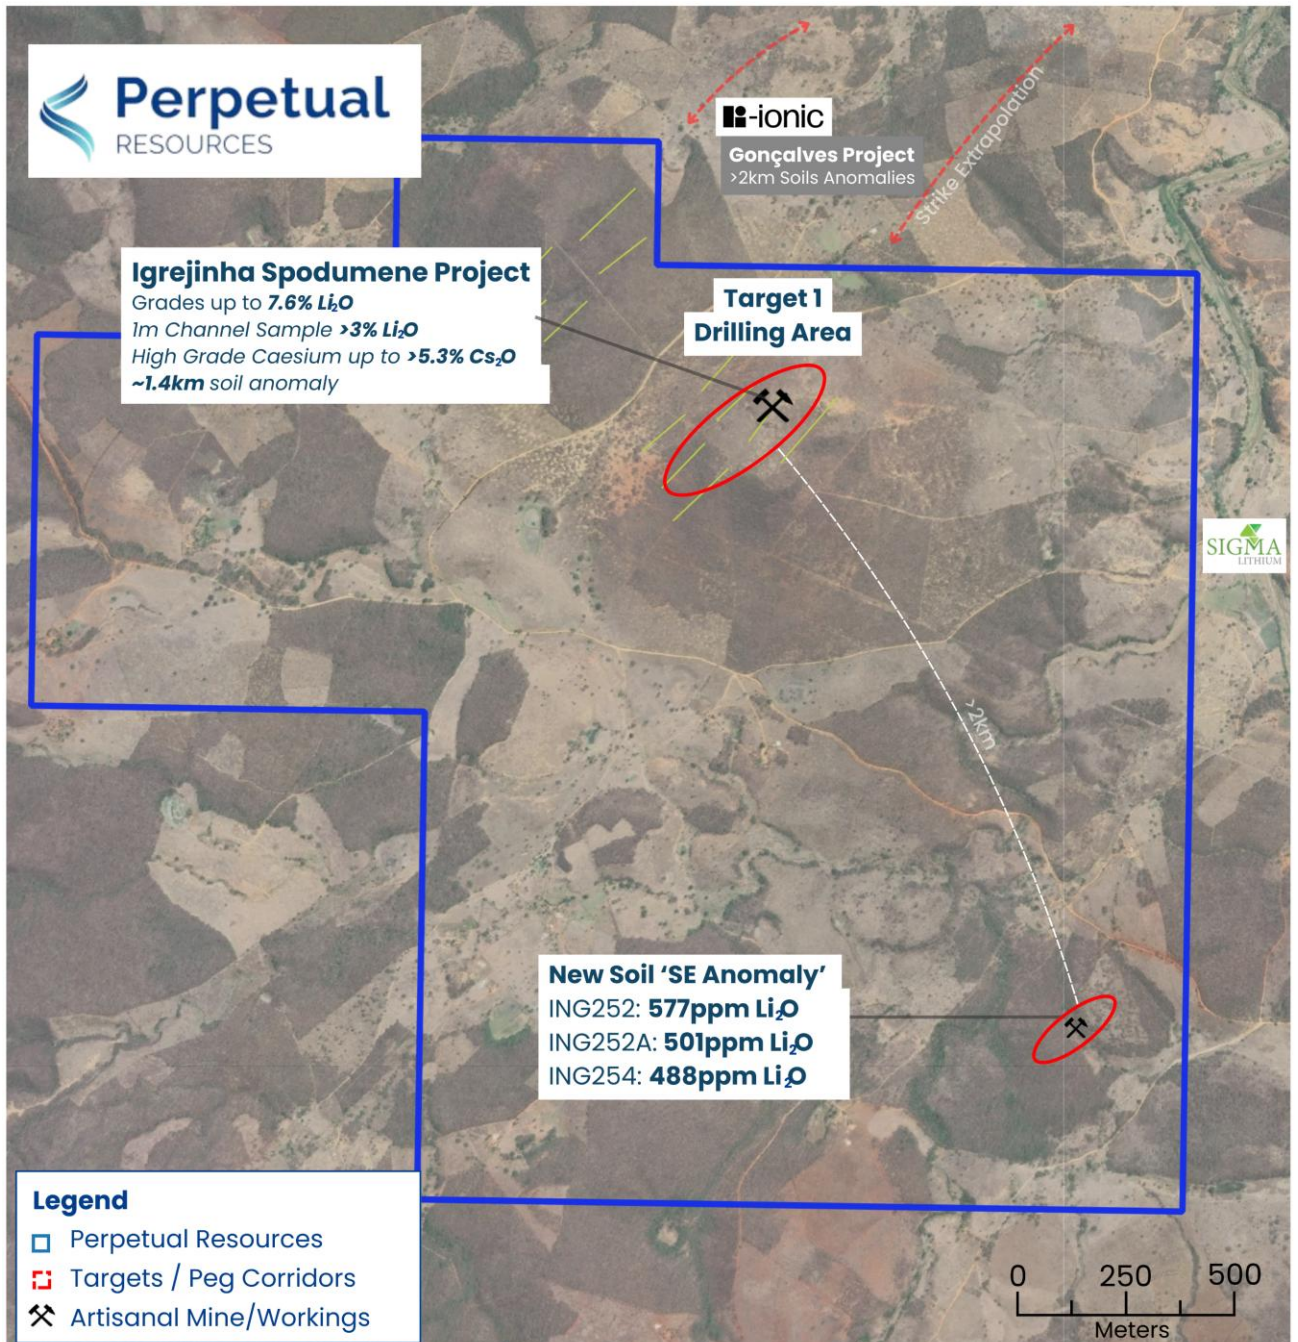 Perpetual
RESOURCES
Li-ionic
Gonçalves Project
>2km Soils Anomalies
Strike Extrapolation
Igrejinha Spodumene Project
Grades up to 7.6% Li₂O
1m Channel Sample >3% Li₂O
High Grade Caesium up to >5.3% Cs₂O
~1.4km soil anomaly
Target 1
Drilling Area
SIGMA
LITHIUM
>2km
New Soil ‘SE Anomaly’
ING252: 577ppm Li₂O
ING252A: 501ppm Li₂O
ING254: 488ppm Li₂O
Legend
Perpetual Resources
Targets / Peg Corridors
Artisanal Mine/Workings
0 250 500
Meters